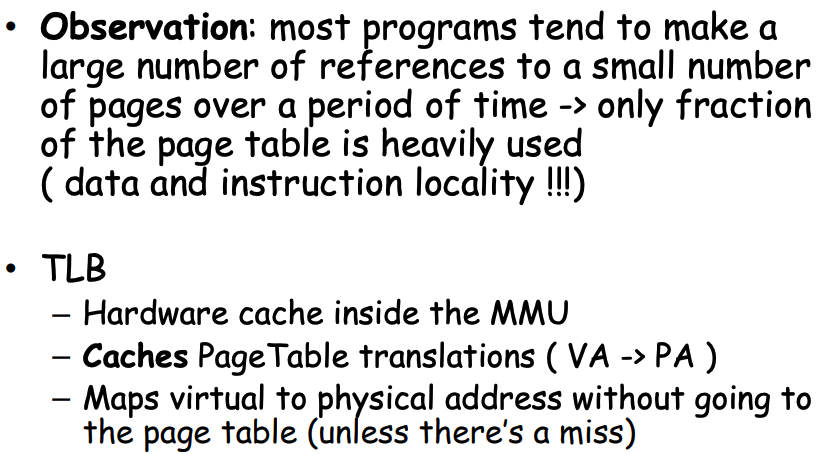 • Observation: most programs tend to make a
large number of references to a small number
of pages over a period of time -> only fraction
of the page table is heavily used
( data and instruction locality !!!)
• TLB
– Hardware cache inside the MMU
– Caches PageTable translations ( VA -> PA )
– Maps virtual to physical address without going to
the page table (unless there's a miss)